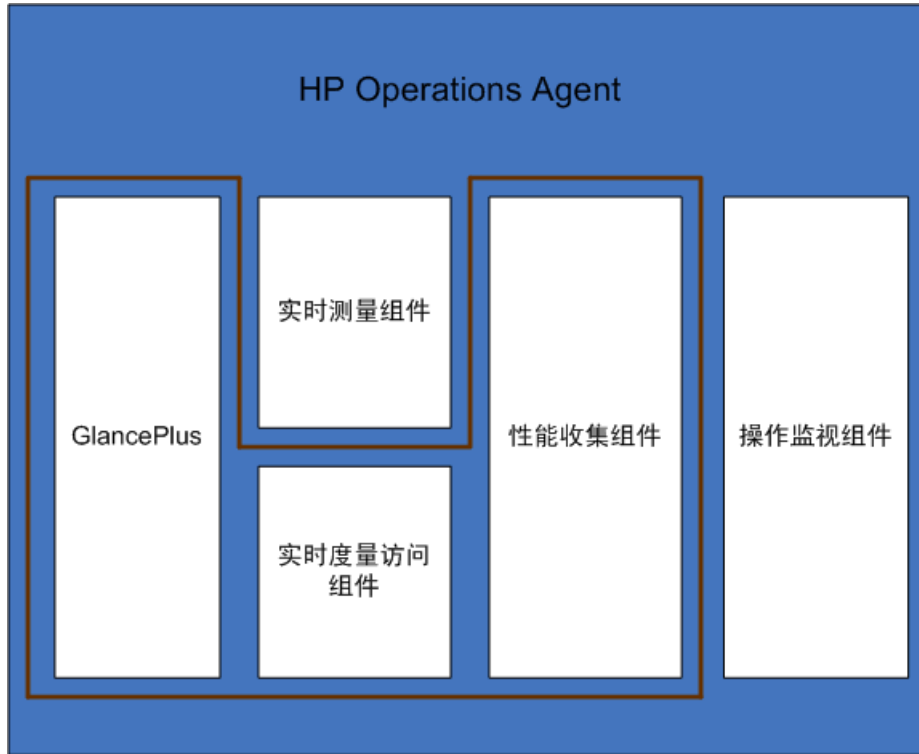 HP Operations Agent
实时测量组件
GlancePlus
性能收集组件
操作监视组件
实时度量访问
组件